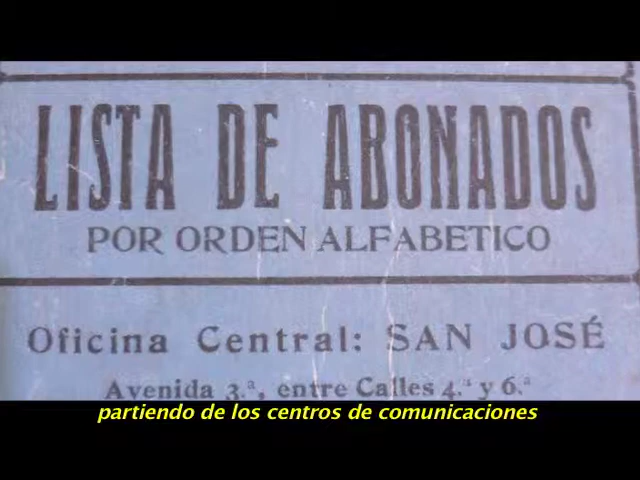 LISTA DE ABONADOS
POR ORDEN ALFABETICO
Oficina Central: SAN JOSÉ
Avenida 3.ª, entre Calles 4.ª y 6.ª
partiendo de los centros de comunicaciones